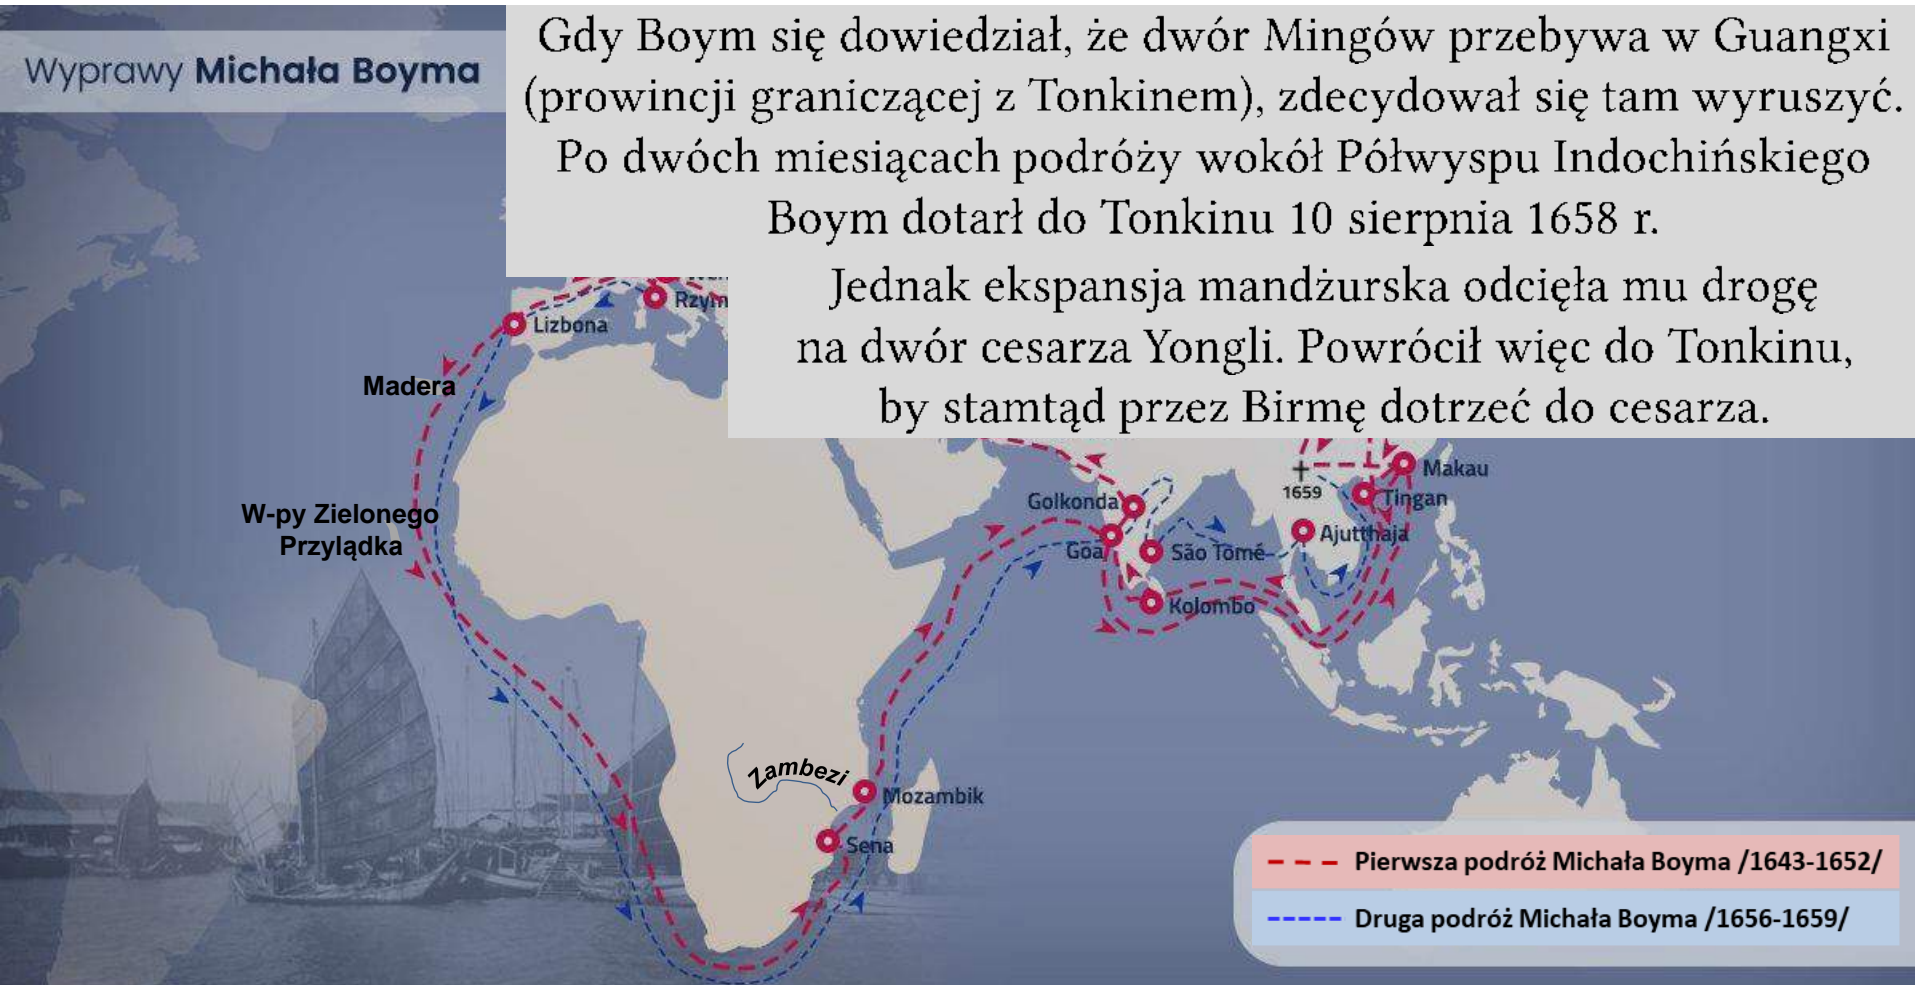 Wyprawy Michała Boyma
Gdy Boym się dowiedział, że dwór Mingów przebywa w Guangxi
(prowincji graniczącej z Tonkinem), zdecydował się tam wyruszyć.
Po dwóch miesiącach podróży wokół Półwyspu Indochińskiego
Boym dotarł do Tonkinu 10 sierpnia 1658 r.
Jednak ekspansja mandżurska odcięła mu drogę
na dwór cesarza Yongli. Powrócił więc do Tonkinu,
by stamtąd przez Birmę dotrzeć do cesarza.
Rzym
Lizbona
Madera
W-py Zielonego
Przylądka
Makau
1659
Tingan
Golkonda
Ajutthaja
Goa
São Tomé
Kolombo
Zambezi
Mozambik
Sena
Pierwsza podróż Michała Boyma /1643-1652/
Druga podróż Michała Boyma /1656-1659/